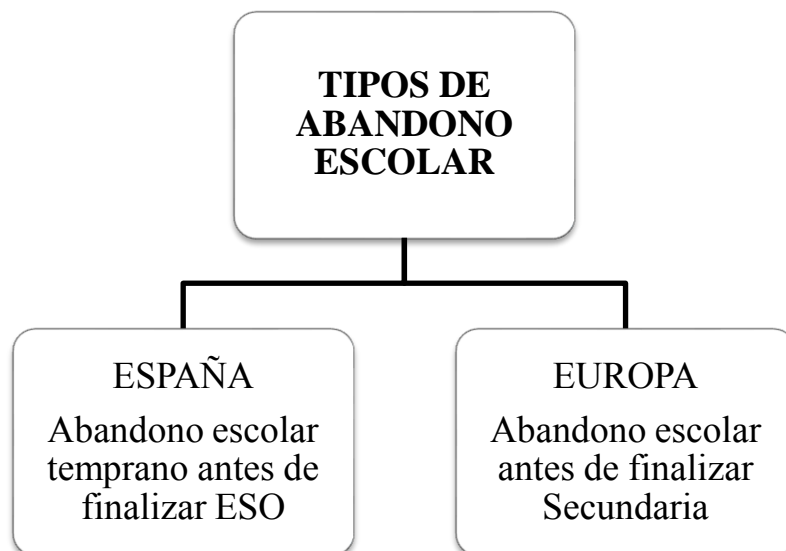 TIPOS DE
ABANDONO
ESCOLAR
ESPAÑA
Abandono escolar
temprano antes de
finalizar ESO
EUROPA
Abandono escolar
antes de finalizar
Secundaria